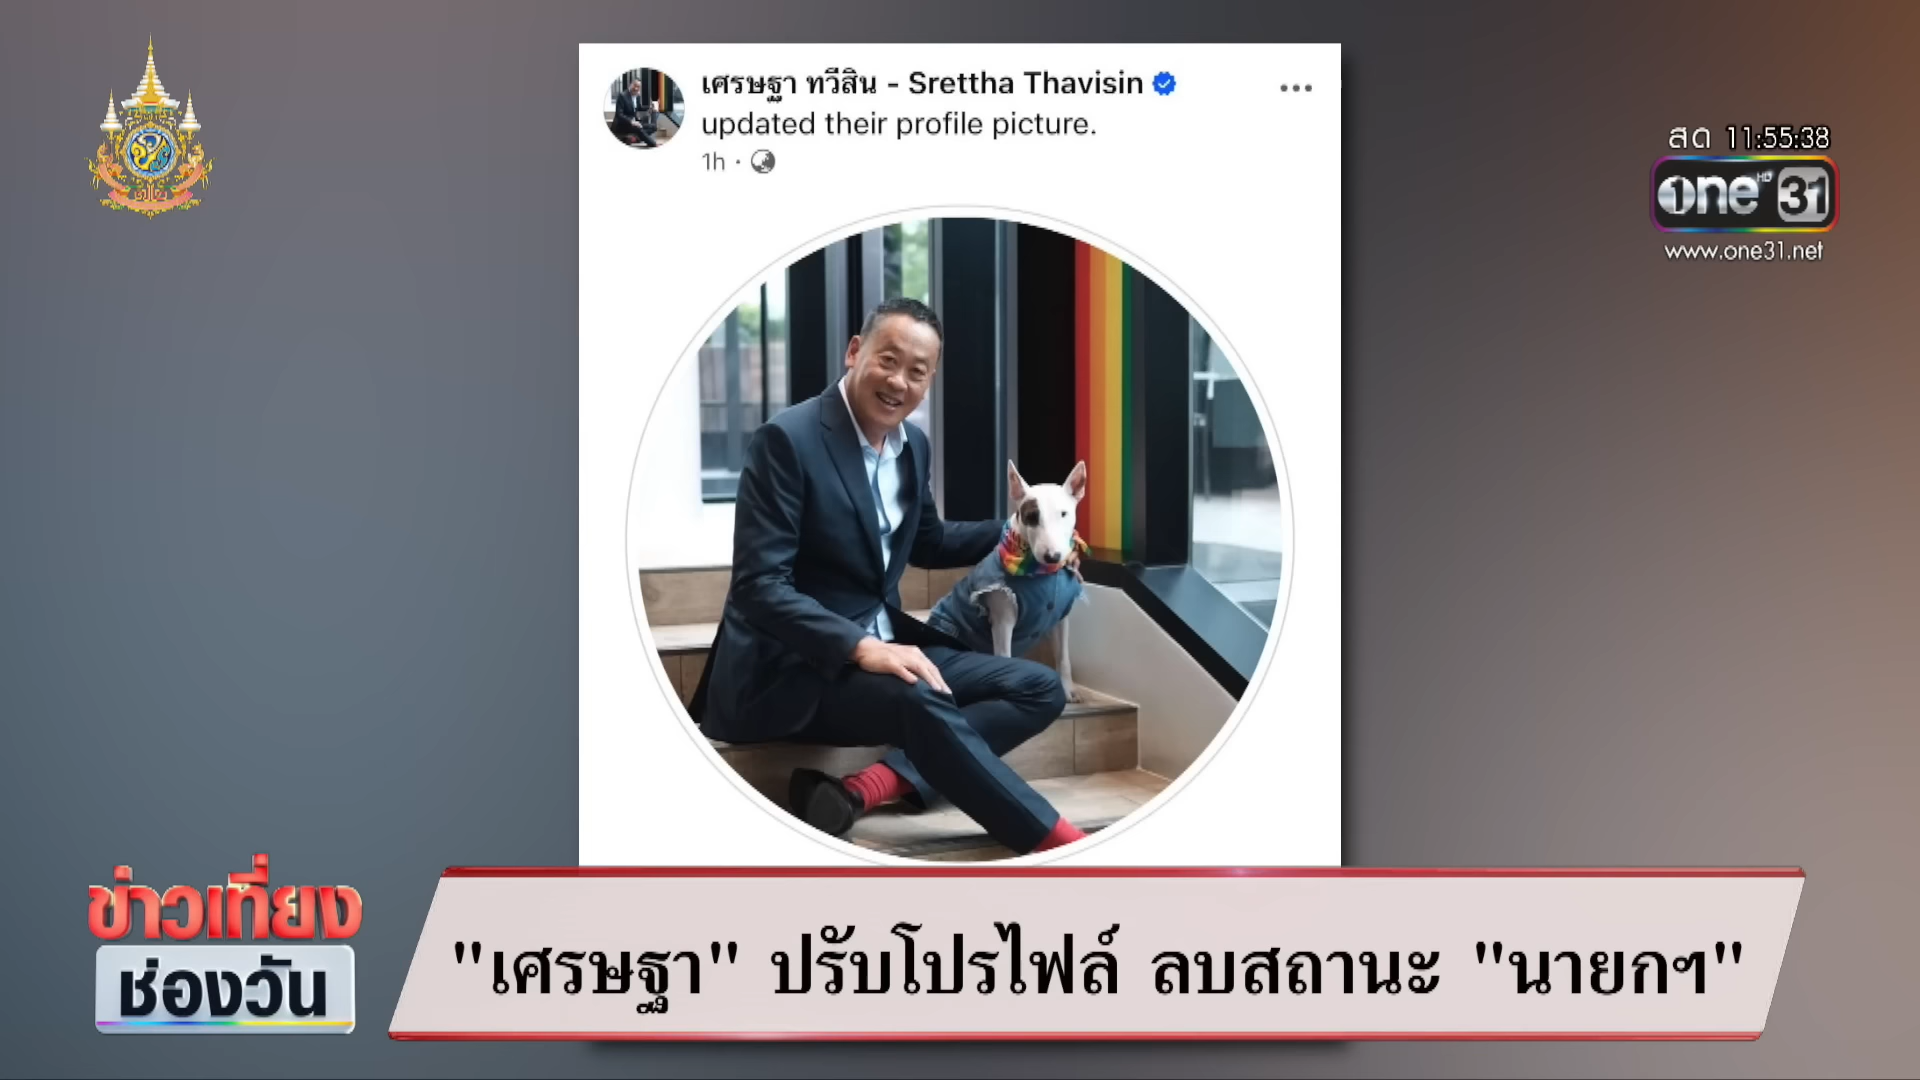 เศรษฐา ทวีสิน - Srettha Thavisin
updated their profile picture.
1h ·
สด 11:55:38
one HD 31
www.one31.net
ข่าวเที่ยง
ช่องวัน
"เศรษฐา" ปรับโปรไฟล์ ลบสถานะ "นายกฯ"